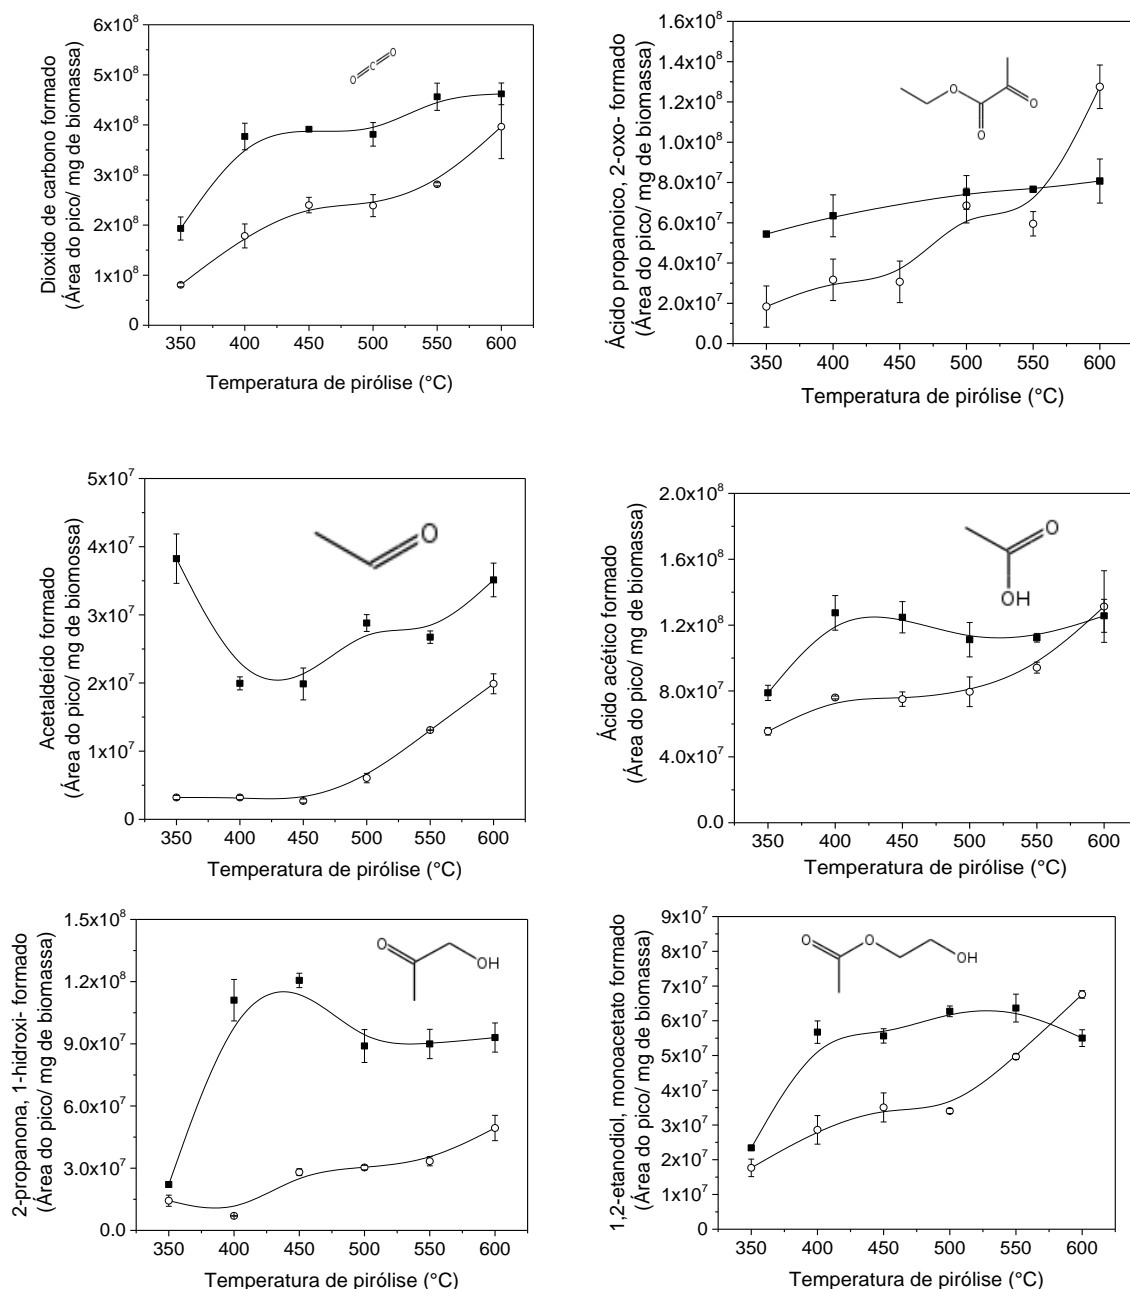 Dioxido de carbono formado
(Área do pico/ mg de biomassa)
6x10⁸
5x10⁸
4x10⁸
3x10⁸
2x10⁸
1x10⁸
0
O C O
350 400 450 500 550 600
Temperatura de pirólise (°C)
Ácido propanoico, 2-oxo- formado
(Área do pico/ mg de biomassa)
1.6x10⁸
1.2x10⁸
8.0x10⁷
6.0x10⁷
4.0x10⁷
2.0x10⁷
0.0
O O O
350 400 450 500 550 600
Temperatura de pirólise (°C)
Acetaldeído formado
(Área do pico/ mg de biomossa)
5x10⁷
4x10⁷
3x10⁷
2x10⁷
1x10⁷
0
O
350 400 450 500 550 600
Temperatura de pirólise (°C)
Ácido acético formado
(Área do pico/ mg de biomassa)
2.0x10⁸
1.6x10⁸
1.2x10⁸
8.0x10⁷
4.0x10⁷
0.0
O
OH
350 400 450 500 550 600
Temperatura de pirólise (°C)
2-propanona, 1-hidroxi- formado
(Área do pico/ mg de biomassa)
1.5x10⁸
1.2x10⁸
9.0x10⁷
6.0x10⁷
3.0x10⁷
0.0
O
OH
350 400 450 500 550 600
Temperatura de pirólise (°C)
1,2-etanodiol, monoacetato formado
(Área do pico/ mg de biomassa)
9x10⁷
8x10⁷
7x10⁷
6x10⁷
5x10⁷
4x10⁷
3x10⁷
2x10⁷
1x10⁷
0
O O
OH
350 400 450 500 550 600
Temperatura de pirólise (°C)